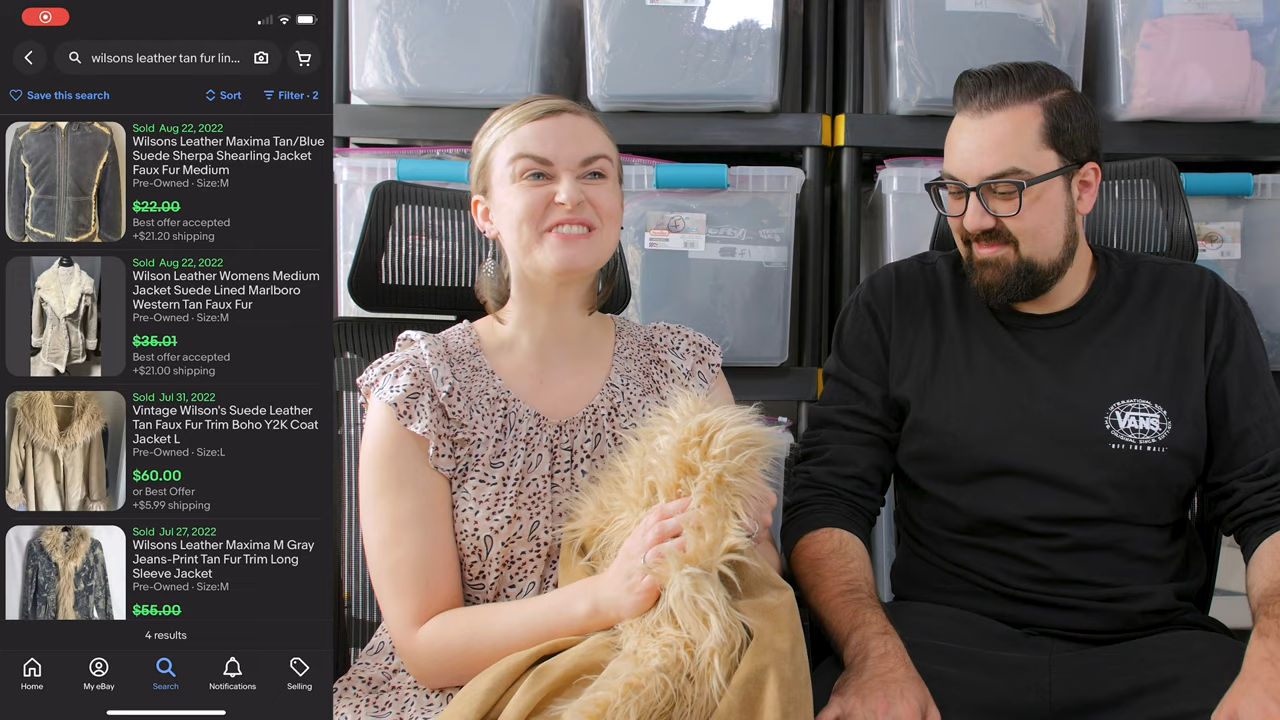 wilsons leather tan fur lin...
Save this search
Sort
Filter · 2
Sold Aug 22, 2022
Wilsons Leather Maxima Tan/Blue
Suede Sherpa Shearling Jacket
Faux Fur Medium
Pre-Owned · Size:M
$22.00
Best offer accepted
+$21.20 shipping
Sold Aug 22, 2022
Wilson Leather Womens Medium
Jacket Suede Lined Marlboro
Western Tan Faux Fur
Pre-Owned · Size:M
$35.01
Best offer accepted
+$21.00 shipping
Sold Jul 31, 2022
Vintage Wilson's Suede Leather
Tan Faux Fur Trim Boho Y2K Coat
Jacket L
Pre-Owned · Size:L
$60.00
or Best Offer
+$5.99 shipping
Sold Jul 27, 2022
Wilsons Leather Maxima M Gray
Jeans-Print Tan Fur Trim Long
Sleeve Jacket
Pre-Owned · Size:M
$55.00
4 results
Home
My eBay
Search
Notifications
Selling
VANS
"OFF THE WALL"